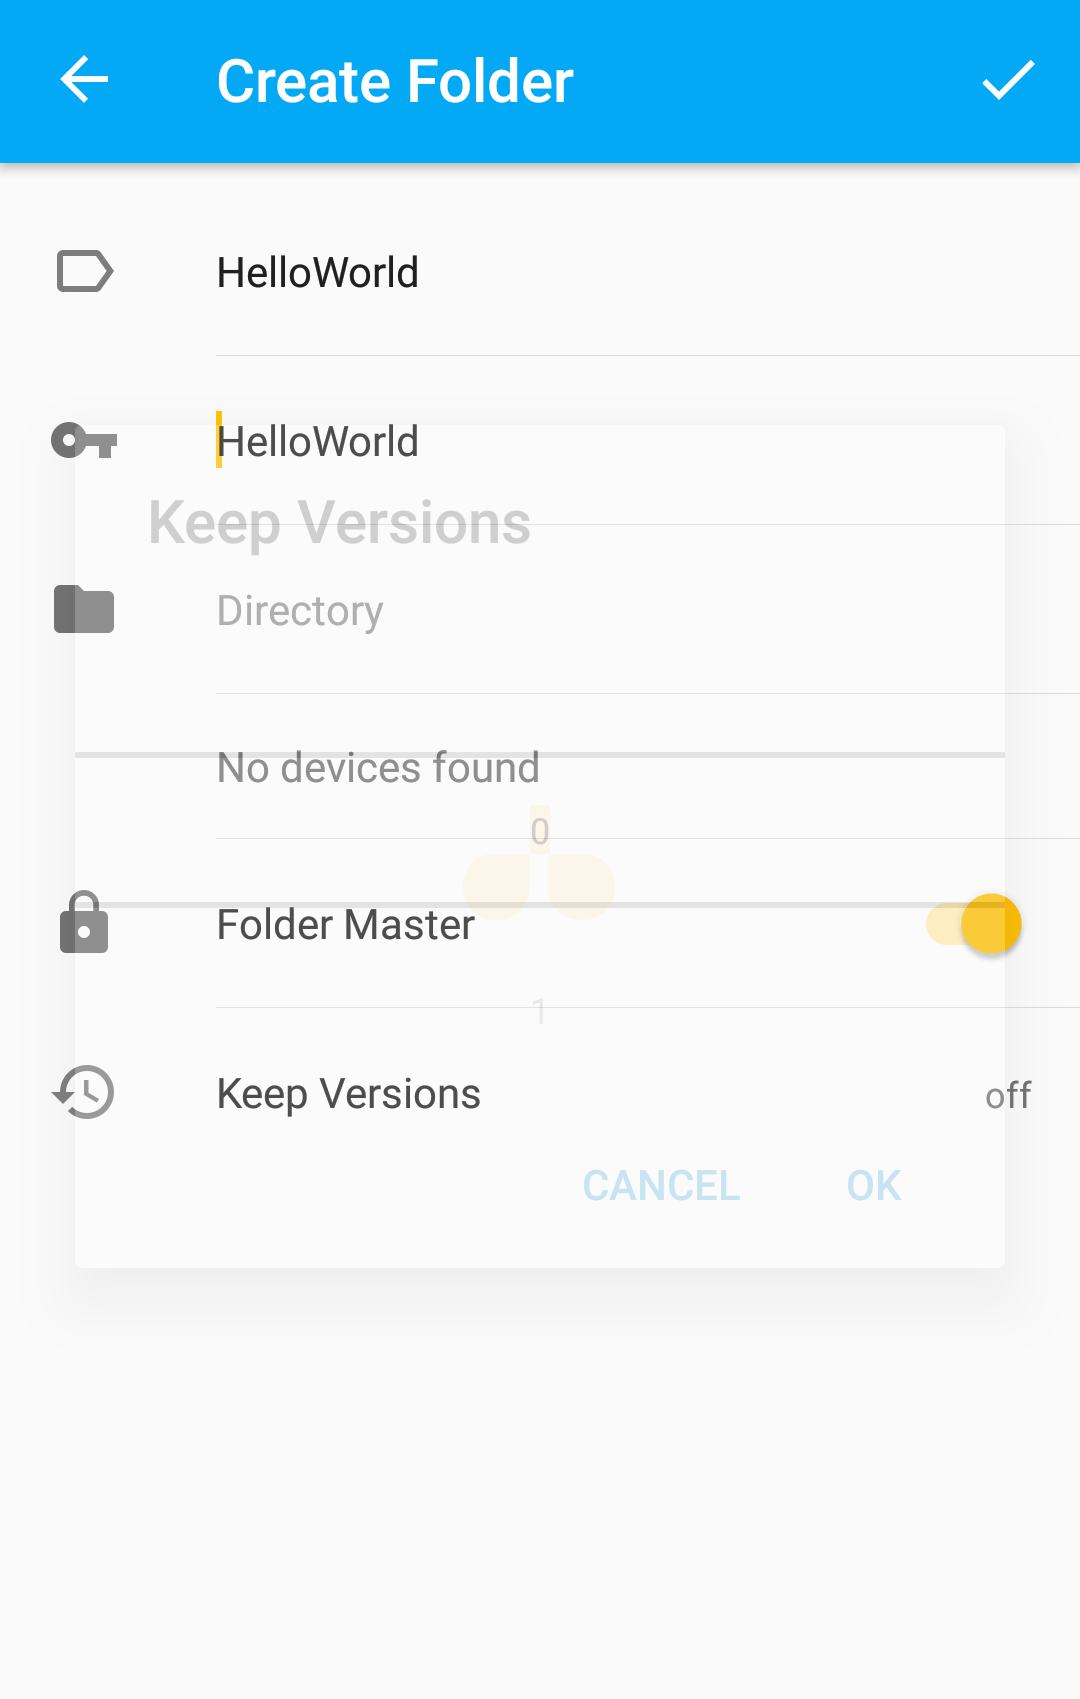 Create Folder
HelloWorld
HelloWorld
Keep Versions
Directory
No devices found
0
Folder Master
1
Keep Versions off
CANCEL OK